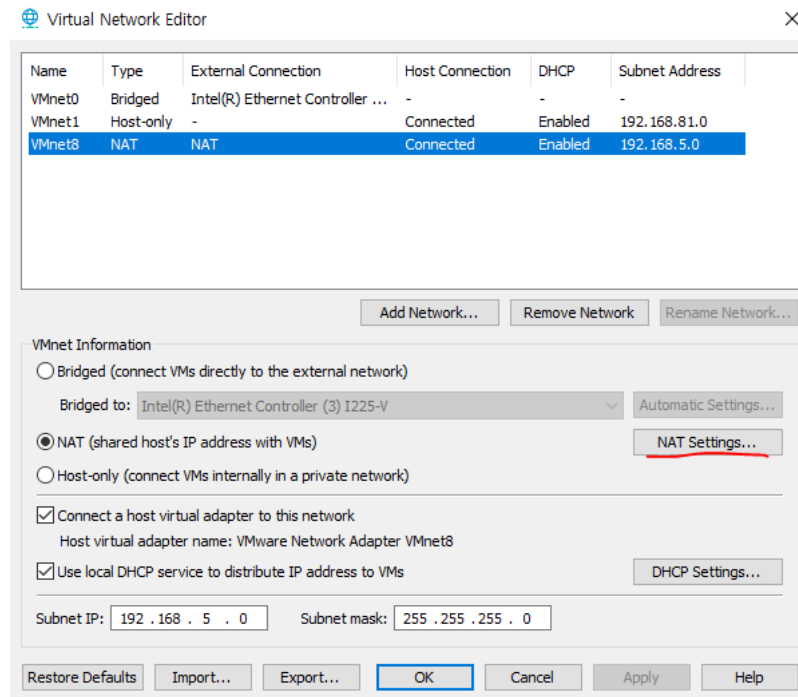 Virtual Network Editor
Name Type External Connection Host Connection DHCP Subnet Address
VMnet0 Bridged Intel(R) Ethernet Controller ... - - -
VMnet1 Host-only - Connected Enabled 192.168.81.0
VMnet8 NAT NAT Connected Enabled 192.168.5.0
Add Network... Remove Network Rename Network...
VMnet Information
Bridged (connect VMs directly to the external network)
Bridged to: Intel(R) Ethernet Controller (3) I225-V Automatic Settings...
NAT (shared host's IP address with VMs) NAT Settings...
Host-only (connect VMs internally in a private network)
Connect a host virtual adapter to this network
Host virtual adapter name: VMware Network Adapter VMnet8
Use local DHCP service to distribute IP address to VMs DHCP Settings...
Subnet IP: 192 . 168 . 5 . 0 Subnet mask: 255 . 255 . 255 . 0
Restore Defaults Import... Export... OK Cancel Apply Help